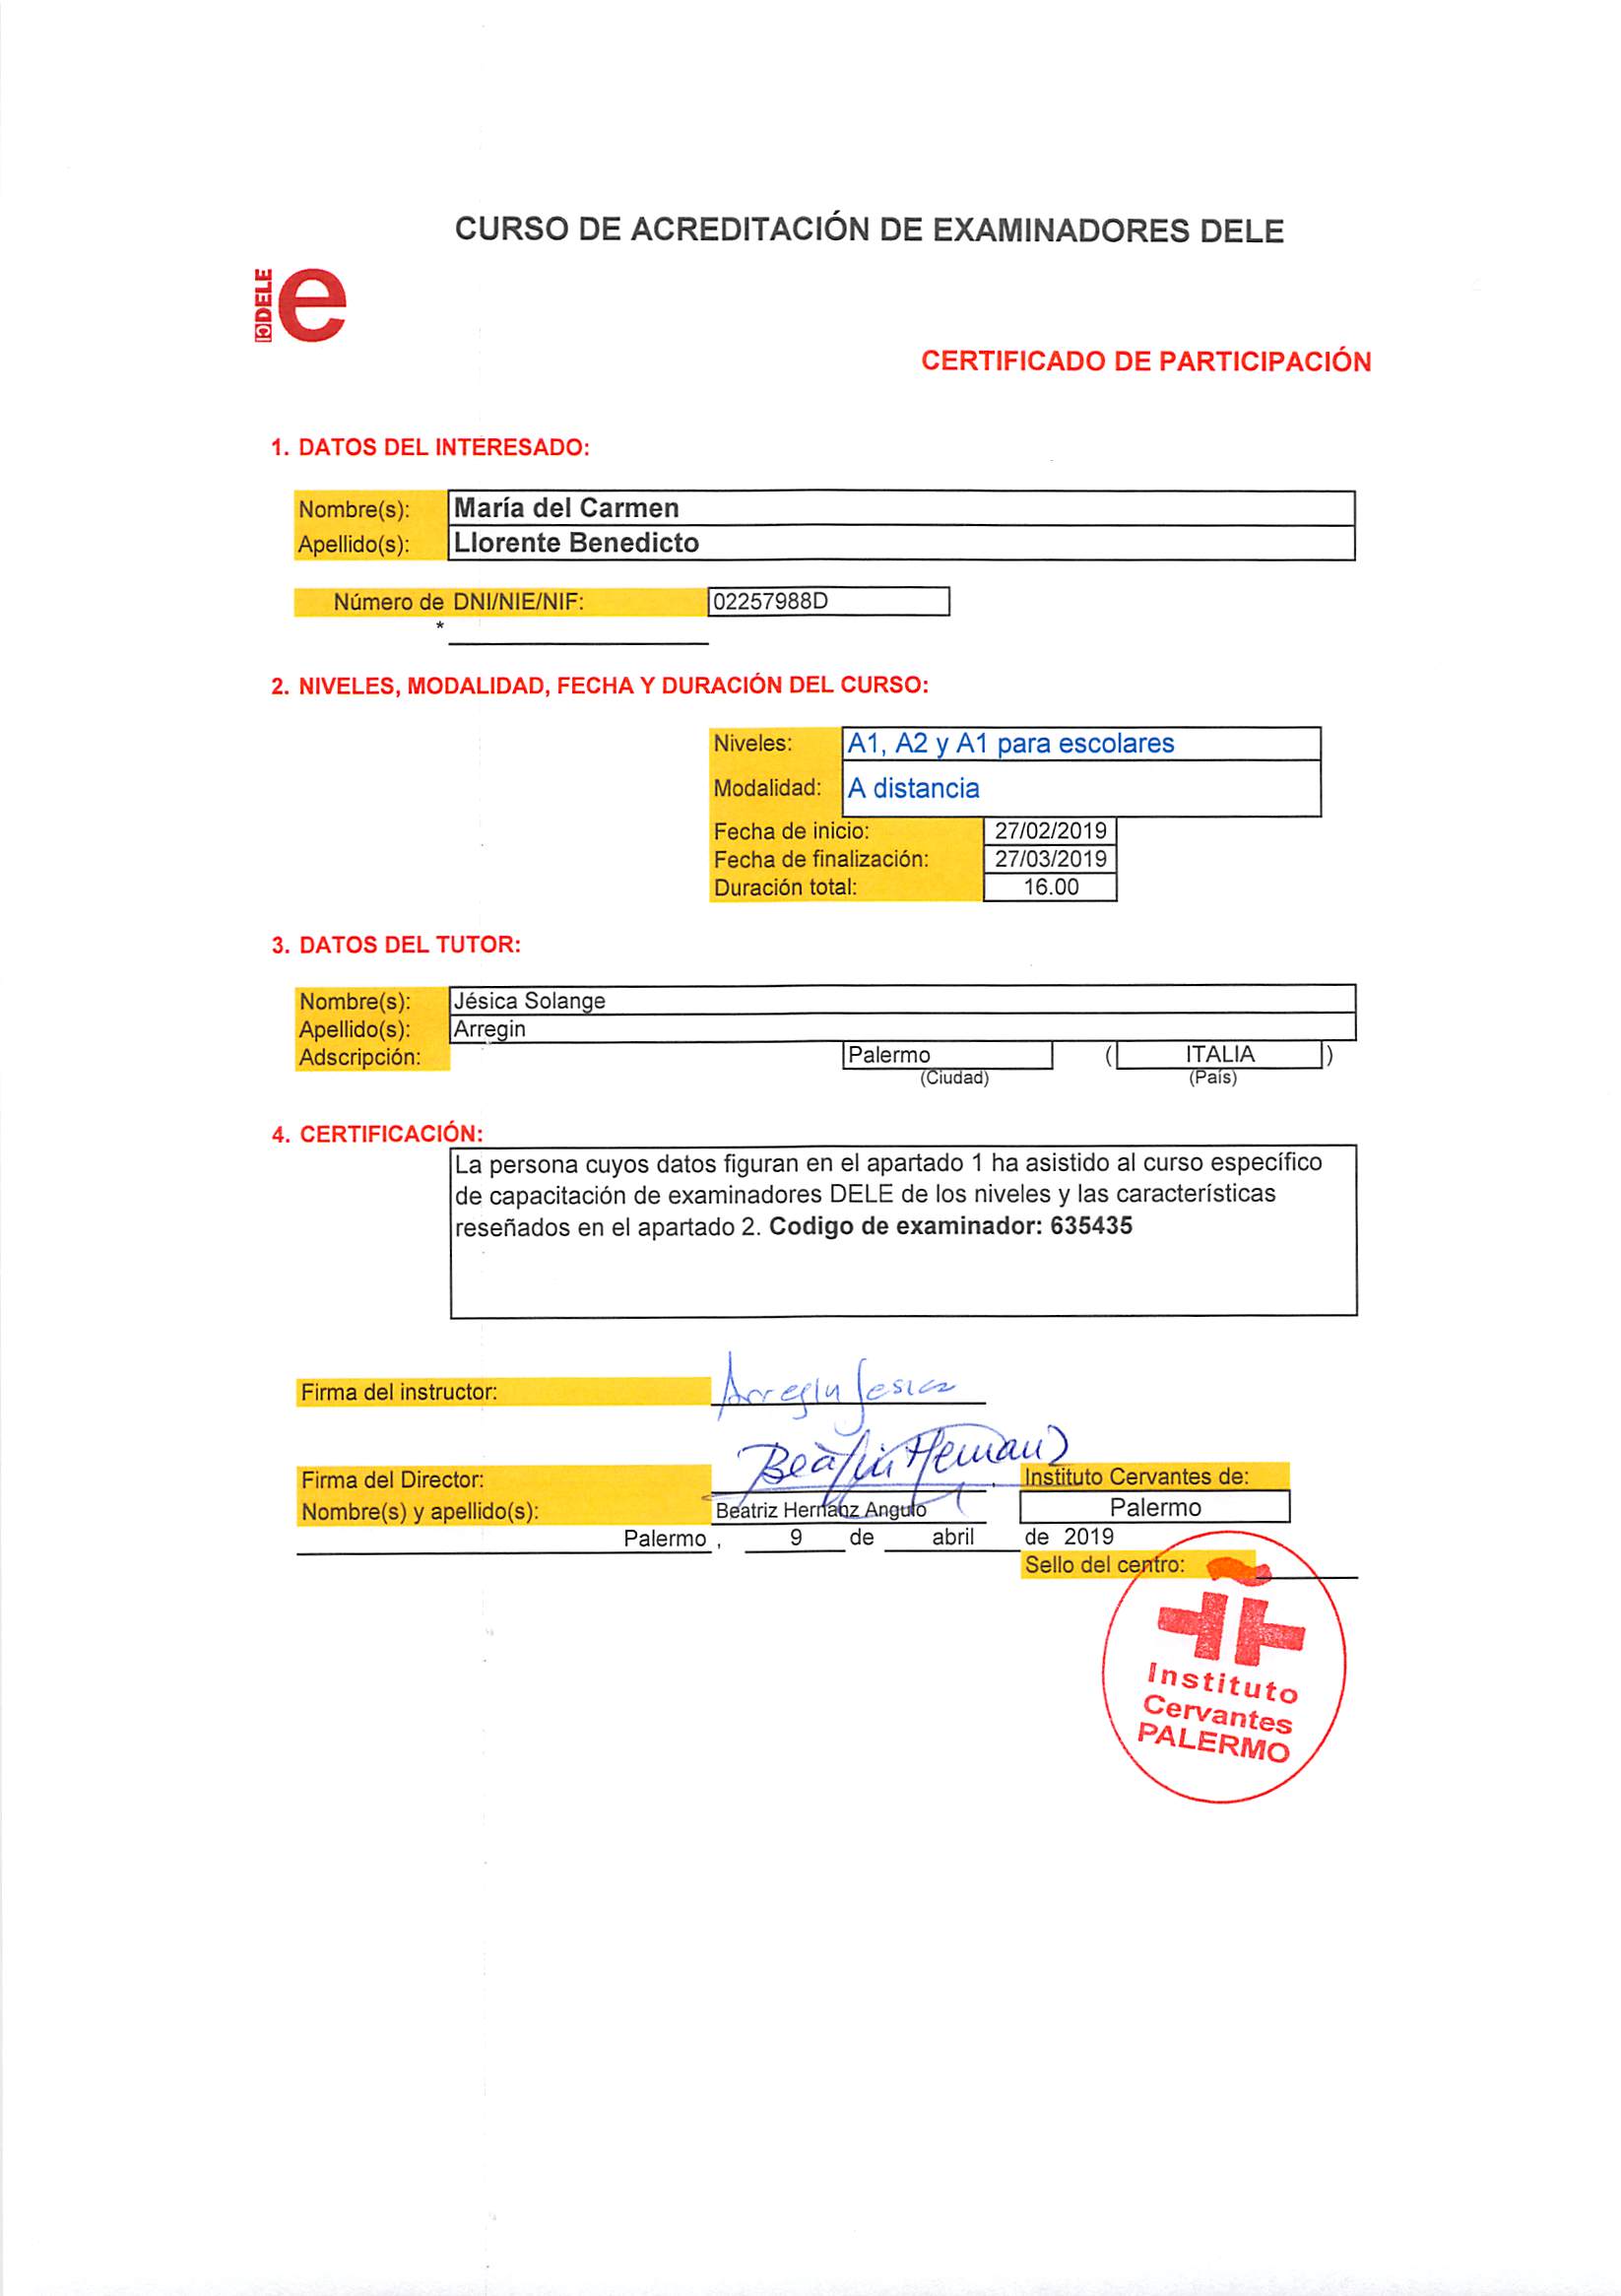 CURSO DE ACREDITACIÓN DE EXAMINADORES DELE
ic DELE e
CERTIFICADO DE PARTICIPACIÓN
1. DATOS DEL INTERESADO:
Nombre(s): María del Carmen
Apellido(s): Llorente Benedicto
Número de DNI/NIE/NIF: 02257988D
*
2. NIVELES, MODALIDAD, FECHA Y DURACIÓN DEL CURSO:
Niveles: A1, A2 y A1 para escolares
Modalidad: A distancia
Fecha de inicio: 27/02/2019
Fecha de finalización: 27/03/2019
Duración total: 16.00
3. DATOS DEL TUTOR:
Nombre(s): Jésica Solange
Apellido(s): Arregin
Adscripción: Palermo ( ITALIA )
(Ciudad) (País)
4. CERTIFICACIÓN:
La persona cuyos datos figuran en el apartado 1 ha asistido al curso específico
de capacitación de examinadores DELE de los niveles y las características
reseñados en el apartado 2. Codigo de examinador: 635435
Firma del instructor: Arregin Jesica
Beatriz Hernanz
Firma del Director: Instituto Cervantes de:
Nombre(s) y apellido(s): Beatriz Hernanz Angulo Palermo
Palermo , 9 de abril de 2019
Sello del centro:
Instituto
Cervantes
PALERMO